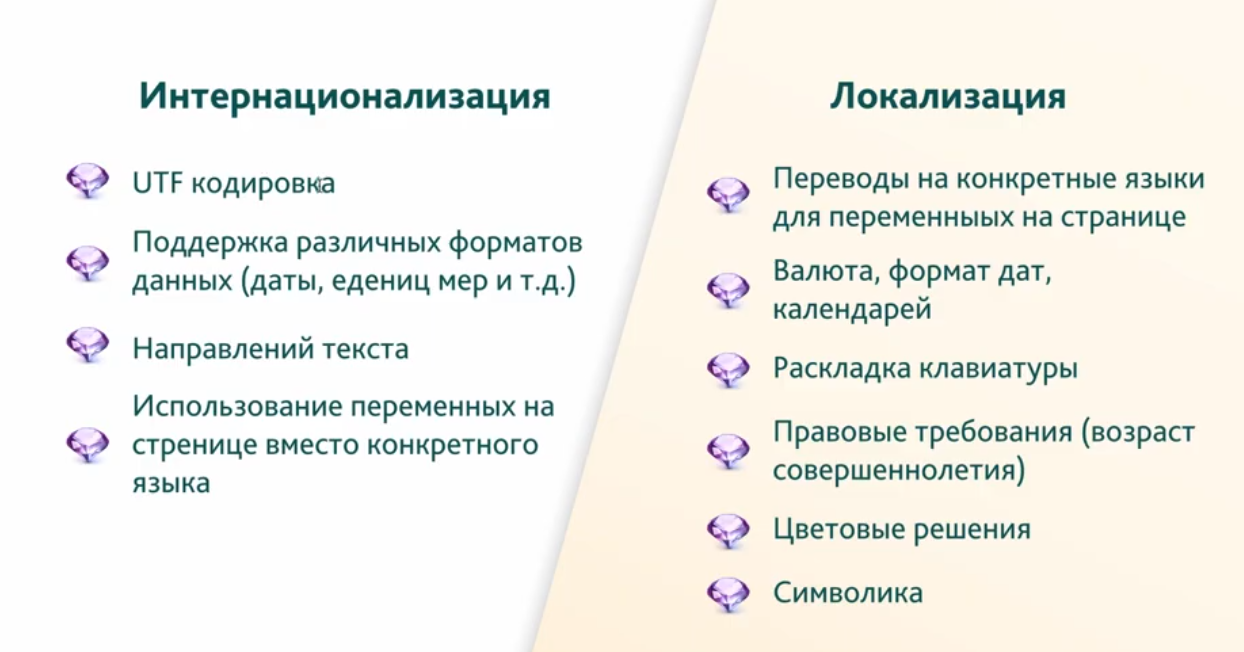 Интернационализация
UTF кодировка
Поддержка различных форматов
данных (даты, едениц мер и т.д.)
Направлений текста
Использование переменных на
стренице вместо конкретного
языка
Локализация
Переводы на конкретные языки
для переменныых на странице
Валюта, формат дат,
календарей
Раскладка клавиатуры
Правовые требования (возраст
совершеннолетия)
Цветовые решения
Символика